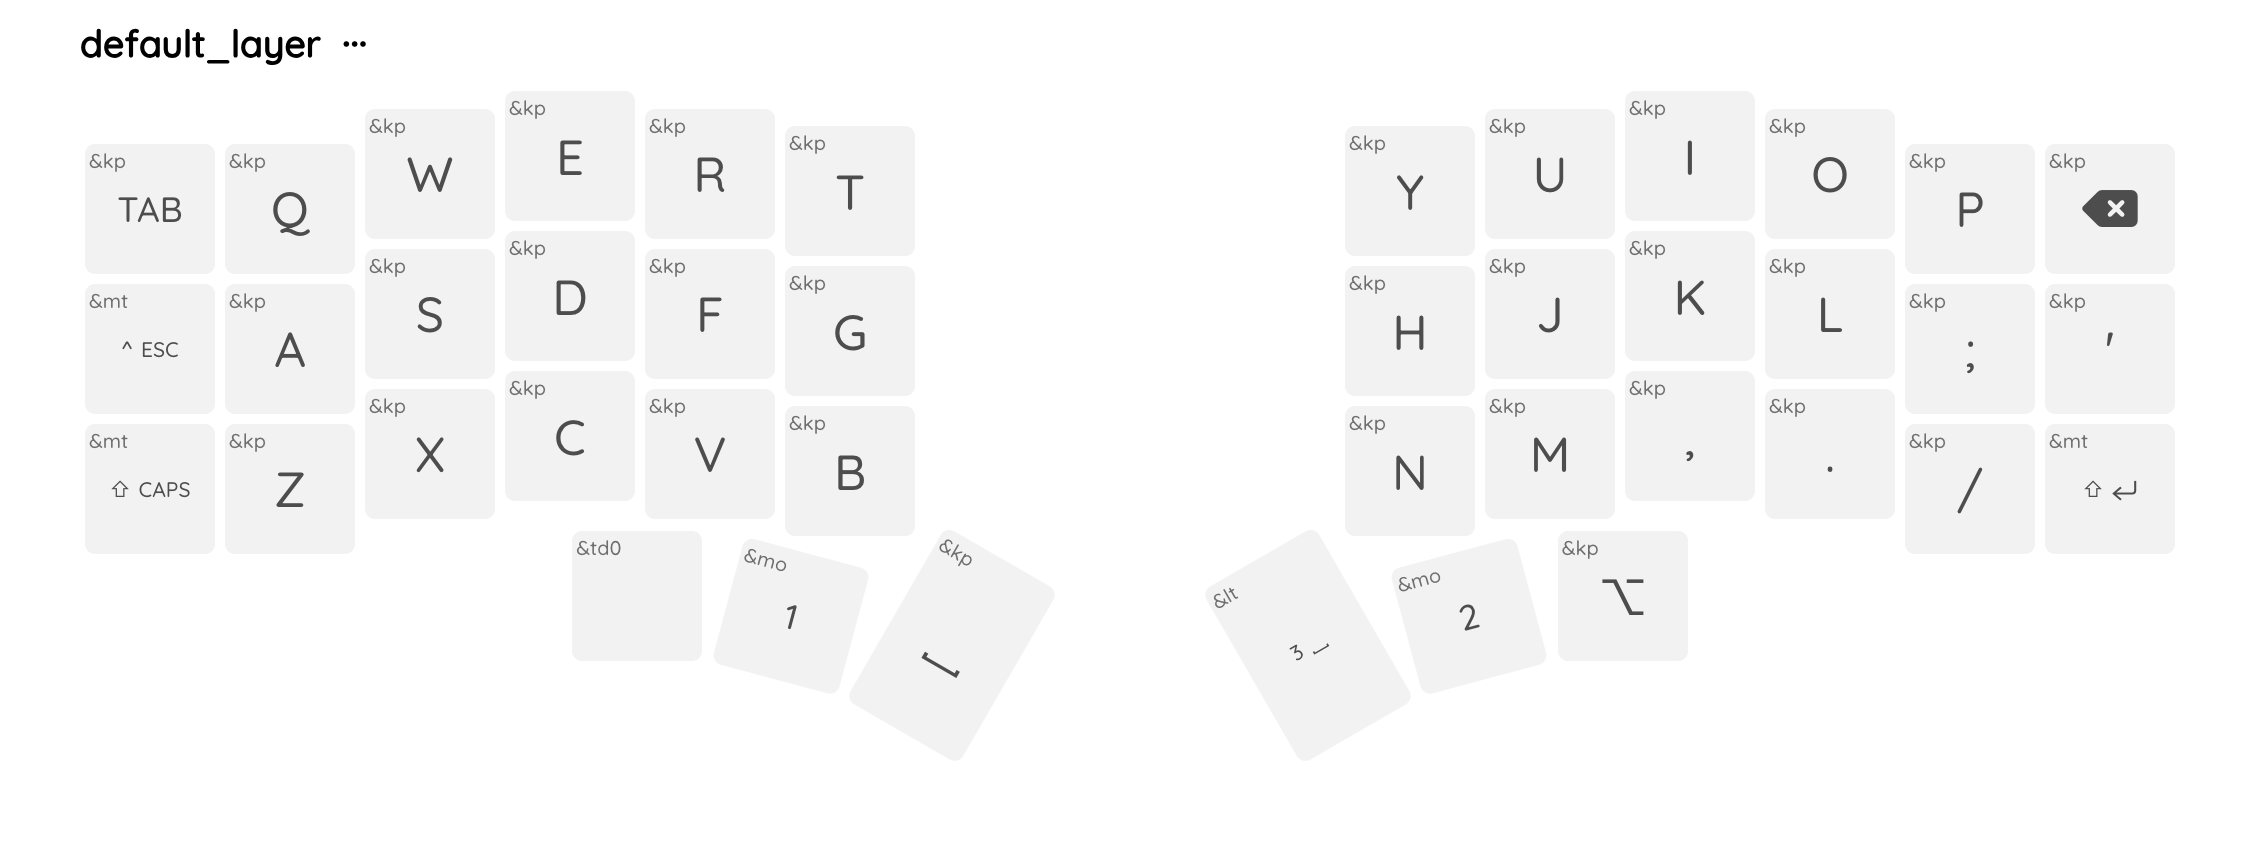 default_layer ···
&kp TAB
&kp Q
&kp W
&kp E
&kp R
&kp T
&kp Y
&kp U
&kp I
&kp O
&kp P
&kp
&mt ^ ESC
&kp A
&kp S
&kp D
&kp F
&kp G
&kp H
&kp J
&kp K
&kp L
&kp ;
&kp '
&mt ⇧ CAPS
&kp Z
&kp X
&kp C
&kp V
&kp B
&kp N
&kp M
&kp ,
&kp .
&kp /
&mt ⇧ ↵
&td0
&mo 1
&kp ⎵
&lt 3 ⎵
&mo 2
&kp ⌥